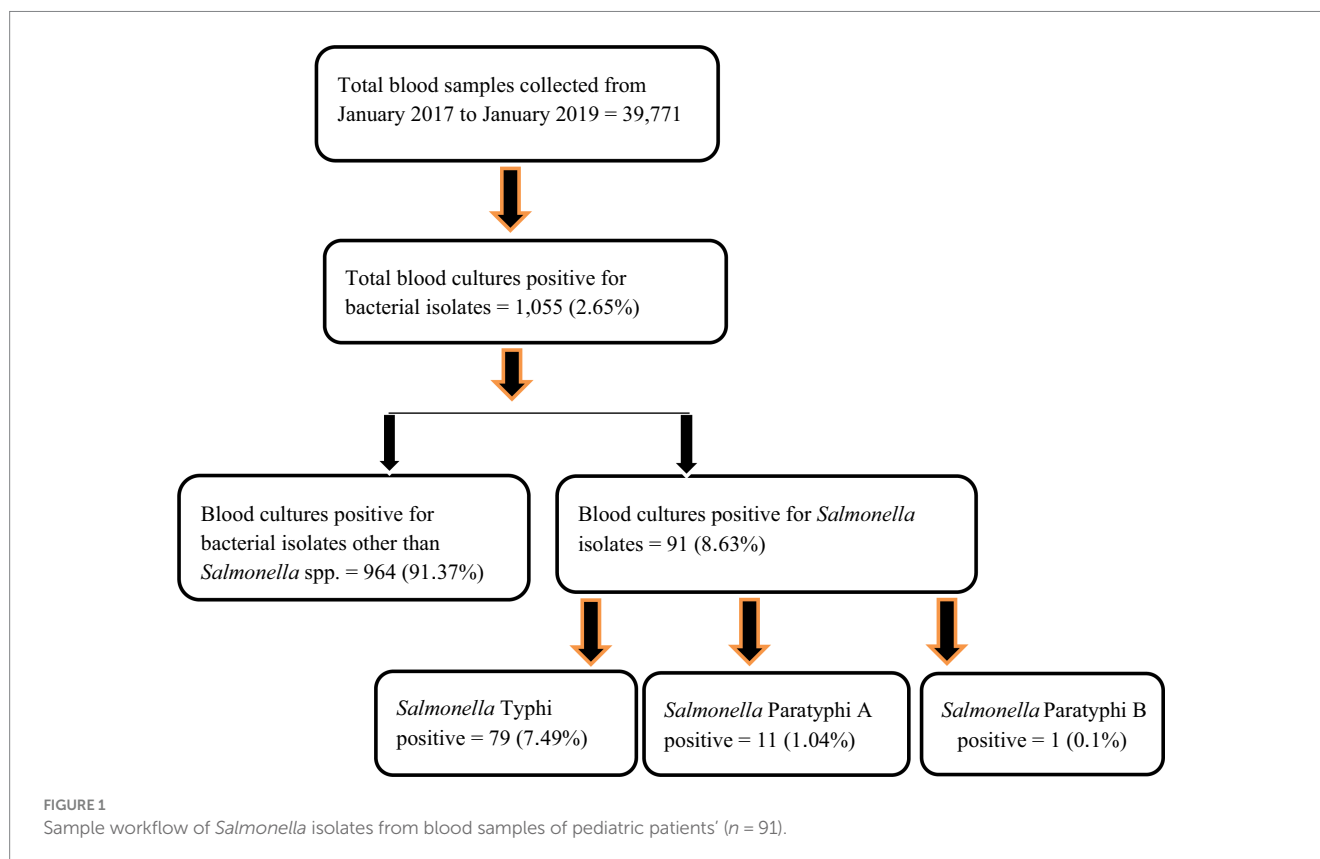 Total blood samples collected from
January 2017 to January 2019 = 39,771
Total blood cultures positive for
bacterial isolates = 1,055 (2.65%)
Blood cultures positive for
bacterial isolates other than
Salmonella spp. = 964 (91.37%)
Blood cultures positive for Salmonella
isolates = 91 (8.63%)
Salmonella Typhi
positive = 79 (7.49%)
Salmonella Paratyphi A
positive = 11 (1.04%)
Salmonella Paratyphi B
positive = 1 (0.1%)
FIGURE 1
Sample workflow of Salmonella isolates from blood samples of pediatric patients‘ (n = 91).